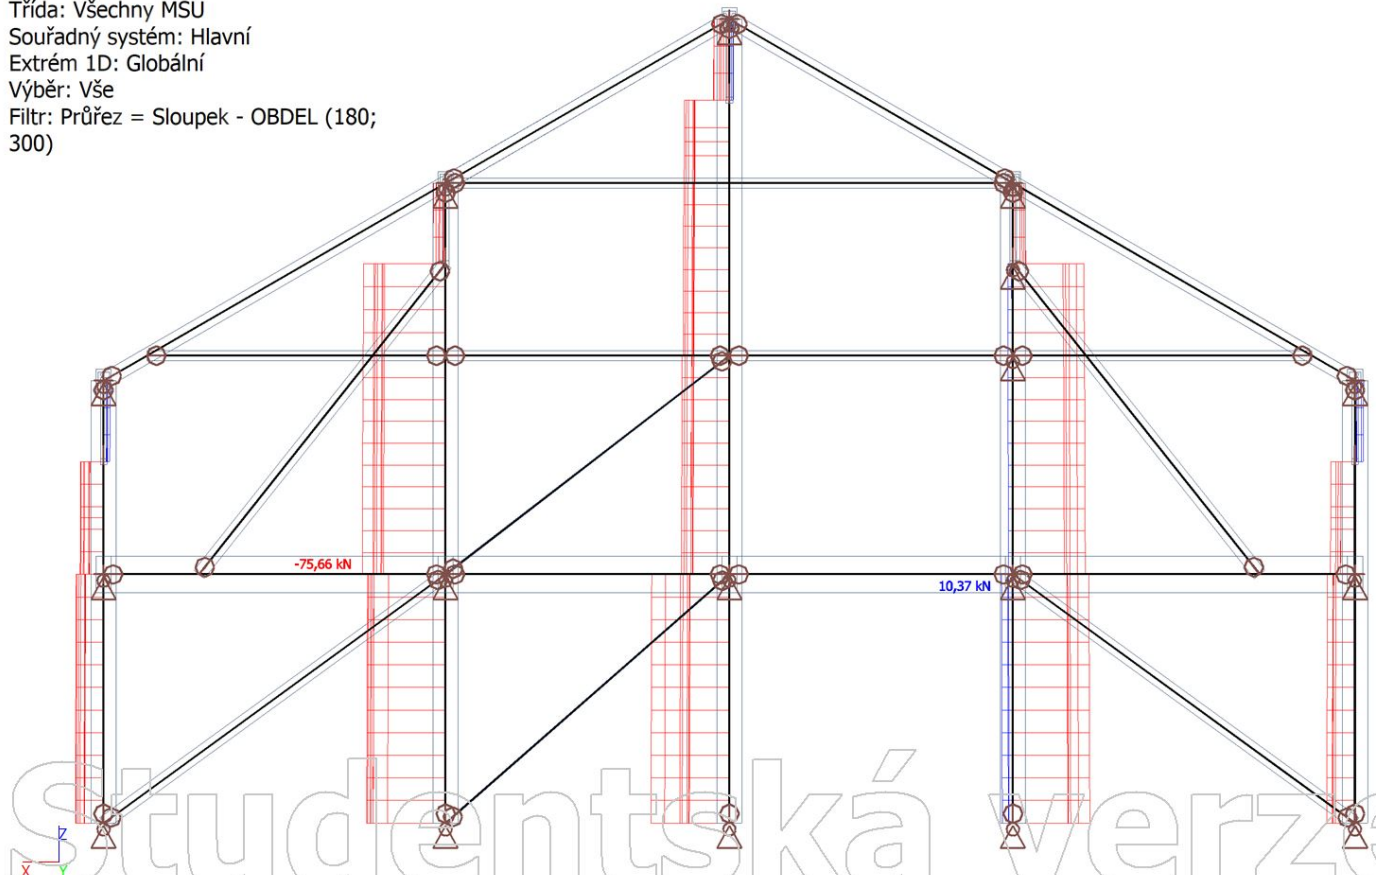 Třída: Všechny MSÚ
Souřadný systém: Hlavní
Extrém 1D: Globální
Výběr: Vše
Filtr: Průřez = Sloupek - OBDEL (180;
300)
-75,66 kN
10,37 kN
Studentská verze
Z
X Y